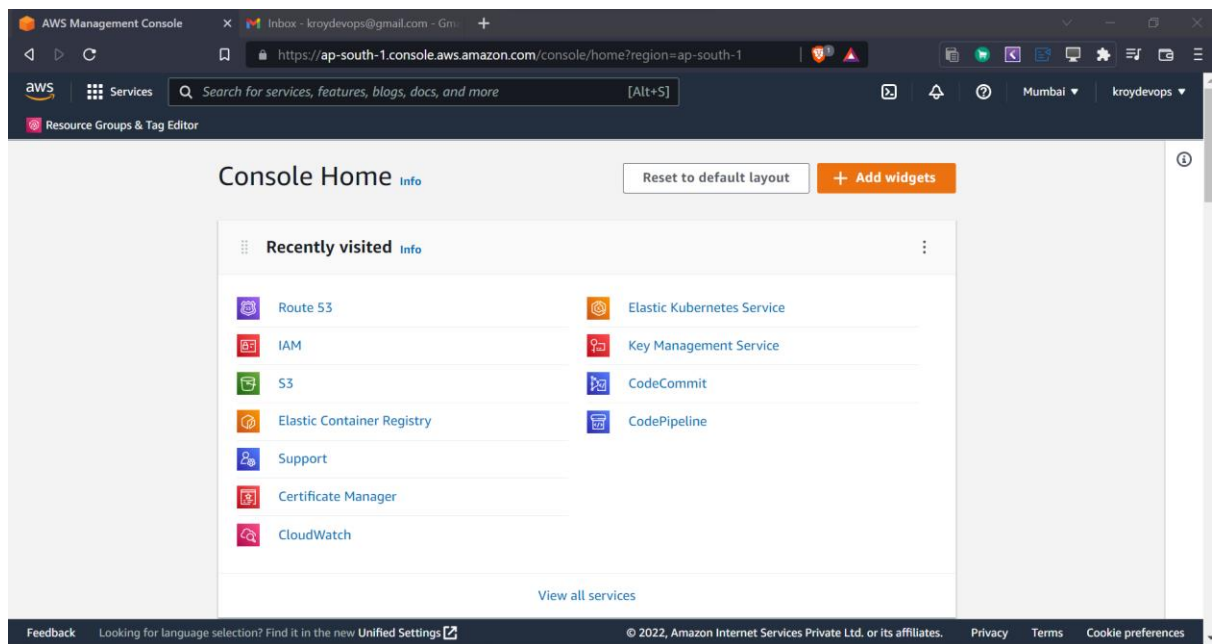 AWS Management Console
Inbox - kroydevops@gmail.com - Gm
https://ap-south-1.console.aws.amazon.com/console/home?region=ap-south-1
aws Services Search for services, features, blogs, docs, and more [Alt+S] Mumbai kroydevops
Resource Groups & Tag Editor
Console Home Info Reset to default layout + Add widgets
Recently visited Info
Route 53
IAM
S3
Elastic Container Registry
Support
Certificate Manager
CloudWatch
Elastic Kubernetes Service
Key Management Service
CodeCommit
CodePipeline
View all services
Feedback Looking for language selection? Find it in the new Unified Settings © 2022, Amazon Internet Services Private Ltd. or its affiliates. Privacy Terms Cookie preferences